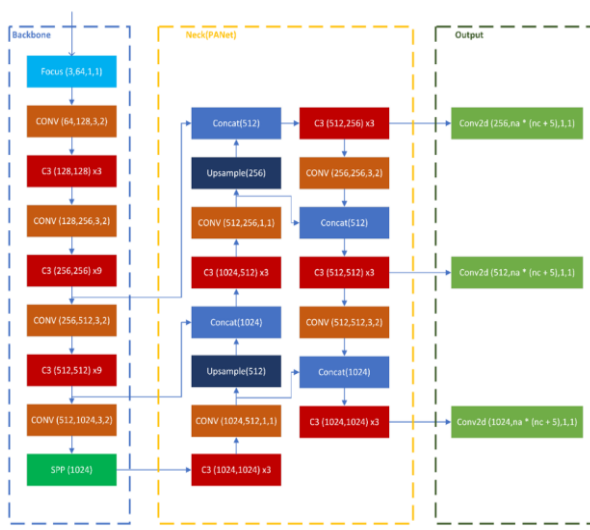 Backbone
Focus (3,64,1,1)
CONV (64,128,3,2)
C3 (128,128) x3
CONV (128,256,3,2)
C3 (256,256) x9
CONV (256,512,3,2)
C3 (512,512) x9
CONV (512,1024,3,2)
SPP (1024)
Neck(PANet)
Concat(512)
Upsample(256)
CONV (512,256,1,1)
C3 (1024,512) x3
Concat(1024)
Upsample(512)
CONV (1024,512,1,1)
C3 (1024,1024) x3
C3 (512,256) x3
CONV (256,256,3,2)
Concat(512)
C3 (512,512) x3
CONV (512,512,3,2)
Concat(1024)
C3 (1024,1024) x3
Output
Conv2d (256,na * (nc + 5),1,1)
Conv2d (512,na * (nc + 5),1,1)
Conv2d (1024,na * (nc + 5),1,1)